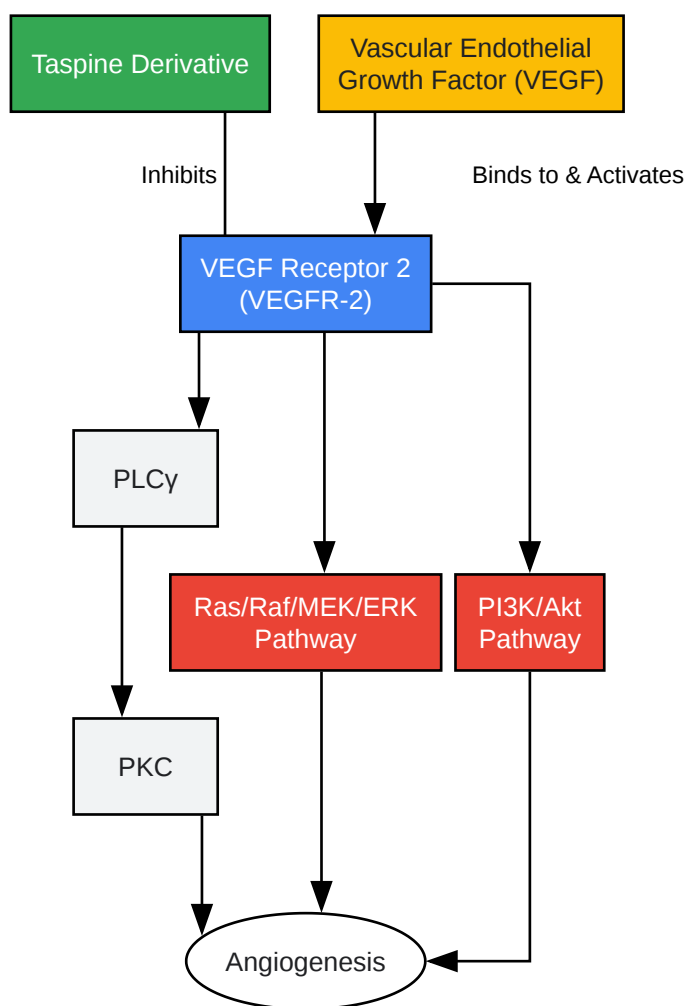 Taspine Derivative
Vascular Endothelial
Growth Factor (VEGF)
Inhibits
Binds to & Activates
VEGF Receptor 2
(VEGFR-2)
PLCγ
Ras/Raf/MEK/ERK
Pathway
PI3K/Akt
Pathway
PKC
Angiogenesis